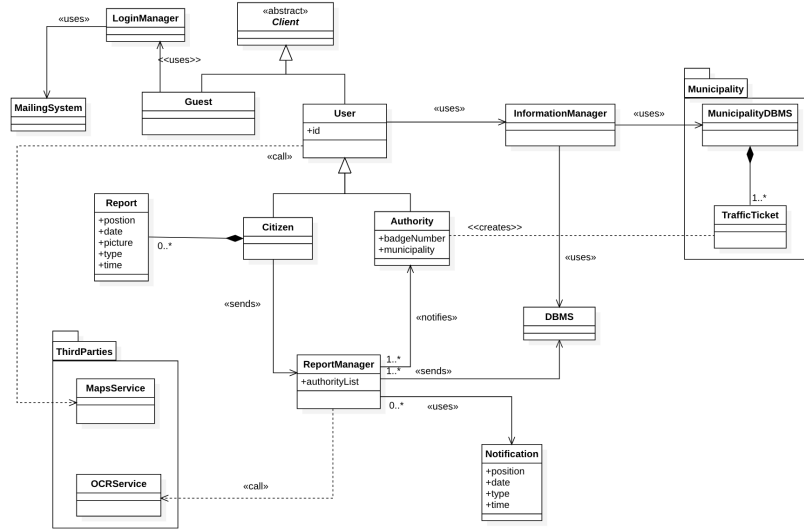 «abstract»
Client
LoginManager
«uses»
<<uses>>
MailingSystem
Guest
User
+id
«uses»
InformationManager
«uses»
Municipality
MunicipalityDBMS
1..*
TrafficTicket
«call»
Report
+postion
+date
+picture
+type
+time
0..*
Citizen
Authority
+badgeNumber
+municipality
<<creates>>
«uses»
«sends»
«notifies»
DBMS
ThirdParties
MapsService
OCRService
ReportManager
+authorityList
1..*
1..*
«sends»
0..*
«uses»
«call»
Notification
+position
+date
+type
+time